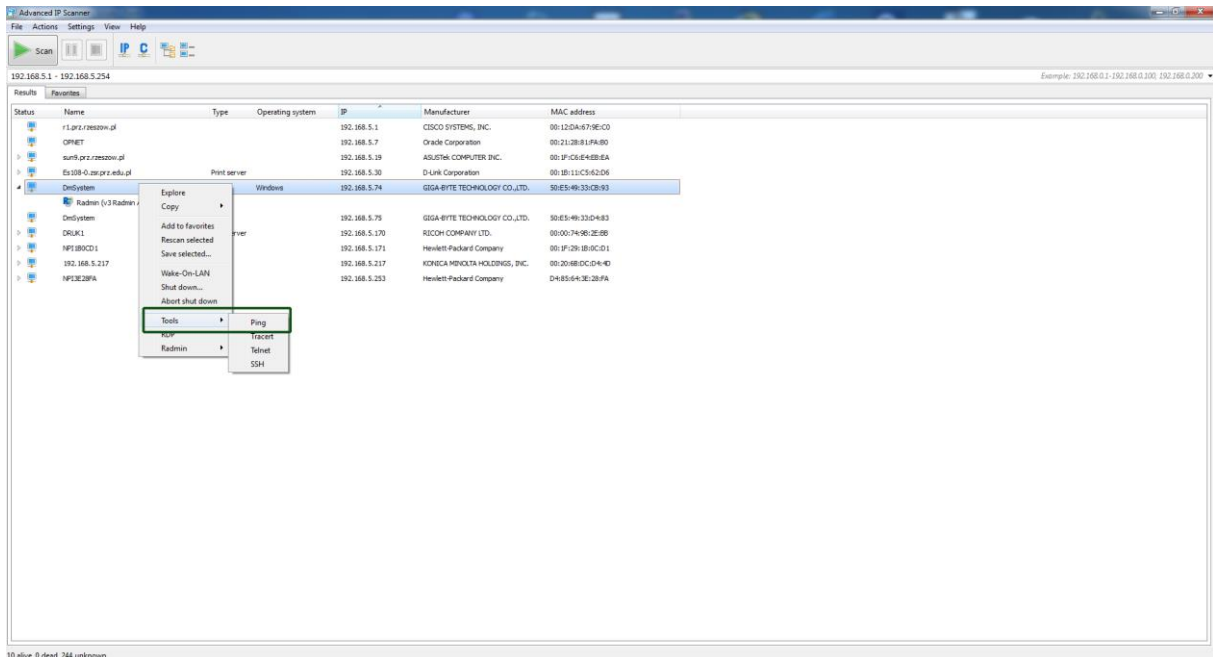 Advanced IP Scanner
File Actions Settings View Help
Scan IP C
192.168.5.1 - 192.168.5.254 Example: 192.168.0.1-192.168.0.100; 192.168.0.200
Results Favorites
Status Name Type Operating system IP Manufacturer MAC address
r1.prz.rzeszow.pl 192.168.5.1 CISCO SYSTEMS, INC. 00:12:DA:67:9E:C0
OPNET 192.168.5.7 Oracle Corporation 00:21:28:81:FA:80
sun9.prz.rzeszow.pl 192.168.5.19 ASUSTek COMPUTER INC. 00:1F:C6:E4:EB:EA
Es108-0.zsr.prz.edu.pl Print server 192.168.5.30 D-Link Corporation 00:1B:11:C5:62:D6
DmSystem Windows 192.168.5.74 GIGA-BYTE TECHNOLOGY CO.,LTD. 50:E5:49:33:CB:93
Radmin (v3 Radmin
DmSystem 192.168.5.75 GIGA-BYTE TECHNOLOGY CO.,LTD. 50:E5:49:33:D4:83
DRUK1 rver 192.168.5.170 RICOH COMPANY LTD. 00:00:74:9B:2E:8B
NPI1B0CD1 192.168.5.171 Hewlett-Packard Company 00:1F:29:1B:0C:D1
192.168.5.217 192.168.5.217 KONICA MINOLTA HOLDINGS, INC. 00:20:6B:DC:D4:4D
NPI3E28FA 192.168.5.253 Hewlett-Packard Company D4:85:64:3E:28:FA
Explore
Copy
Add to favorites
Rescan selected
Save selected...
Wake-On-LAN
Shut down...
Abort shut down
Tools
RDP
Radmin
Ping
Tracert
Telnet
SSH
10 alive, 0 dead, 244 unknown